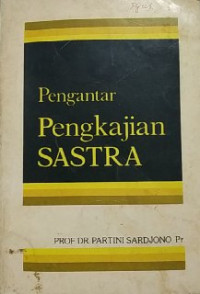 Pengantar
Pengkajian
SASTRA
PROF DR PARTINI SARDJONO Pr